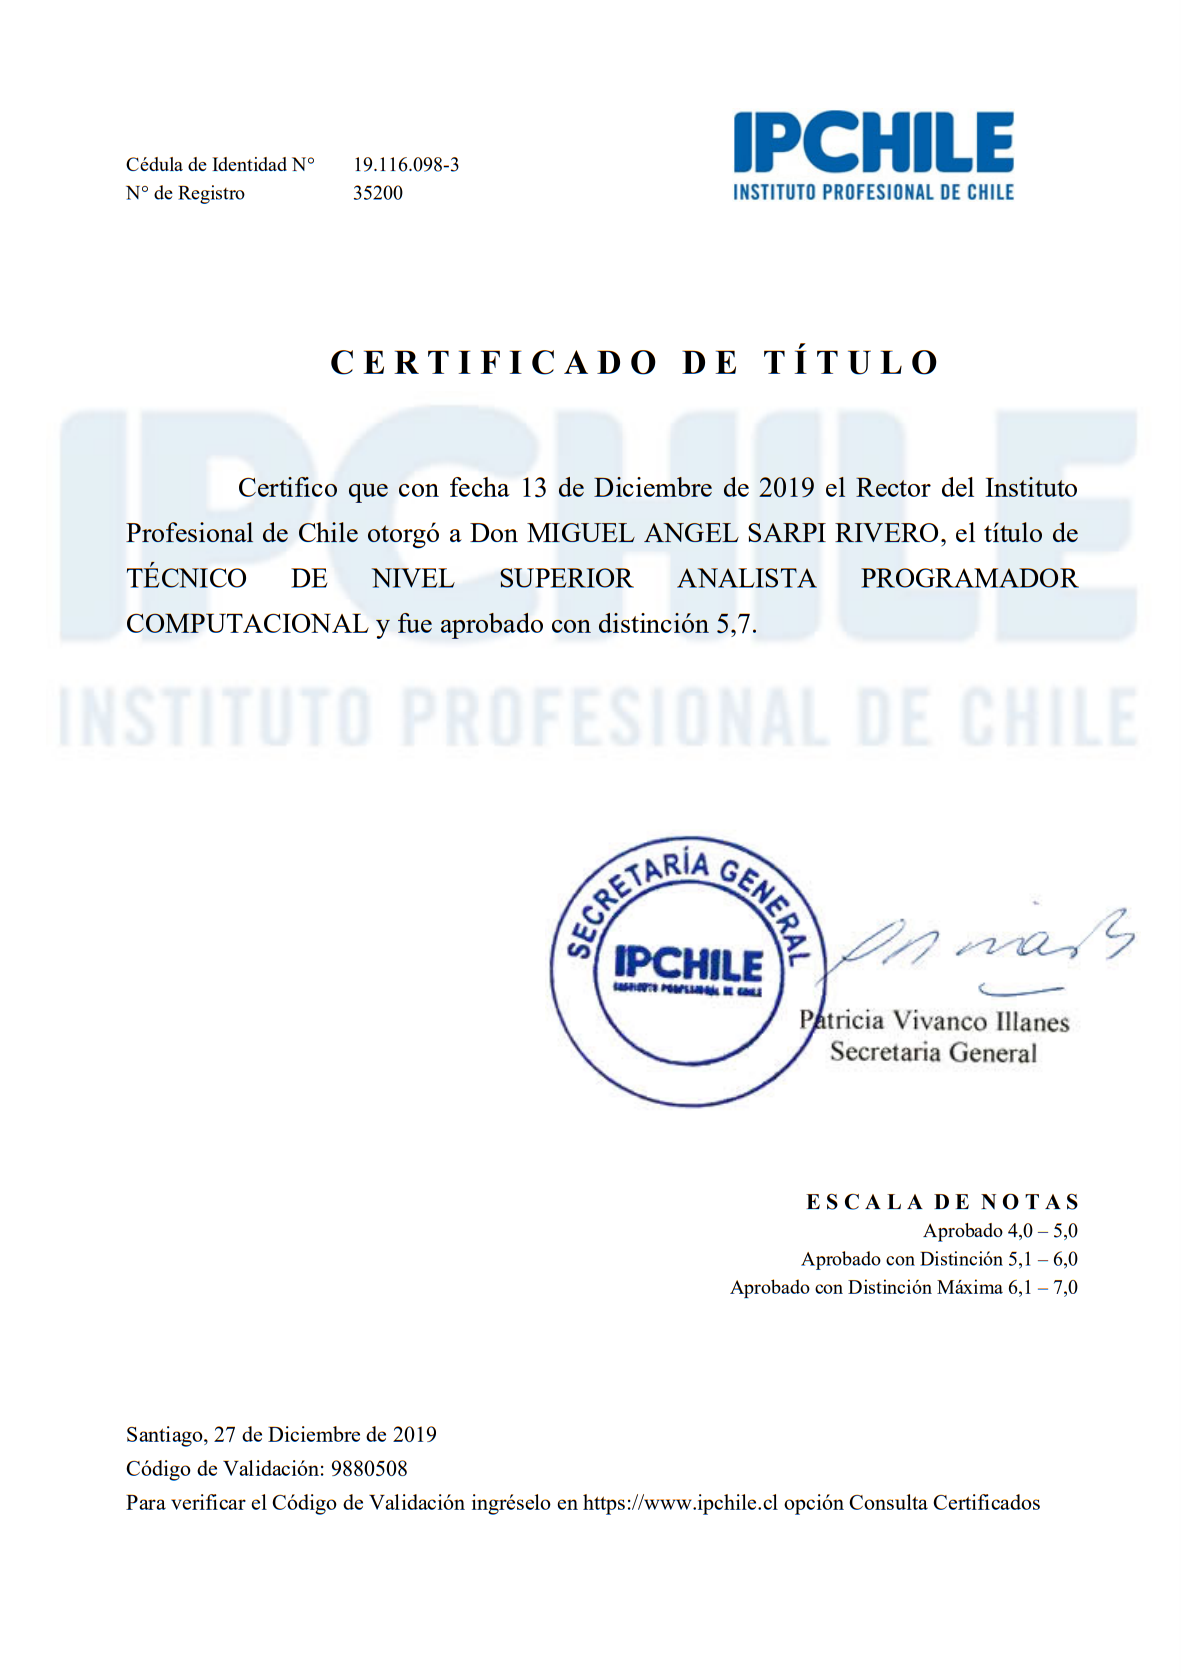 IPCHILE
INSTITUTO PROFESIONAL DE CHILE
Cédula de Identidad N° 19.116.098-3
N° de Registro 35200
CERTIFICADO DE TÍTULO
IPCHILE
INSTITUTO PROFESIONAL DE CHILE
Certifico que con fecha 13 de Diciembre de 2019 el Rector del Instituto
Profesional de Chile otorgó a Don MIGUEL ANGEL SARPI RIVERO, el título de
TÉCNICO DE NIVEL SUPERIOR ANALISTA PROGRAMADOR
COMPUTACIONAL y fue aprobado con distinción 5,7.
SECRETARÍA GENERAL
IPCHILE
INSTITUTO PROFESIONAL DE CHILE
Patricia Vivanco Illanes
Secretaria General
ESCALA DE NOTAS
Aprobado 4,0 – 5,0
Aprobado con Distinción 5,1 – 6,0
Aprobado con Distinción Máxima 6,1 – 7,0
Santiago, 27 de Diciembre de 2019
Código de Validación: 9880508
Para verificar el Código de Validación ingréselo en https://www.ipchile.cl opción Consulta Certificados